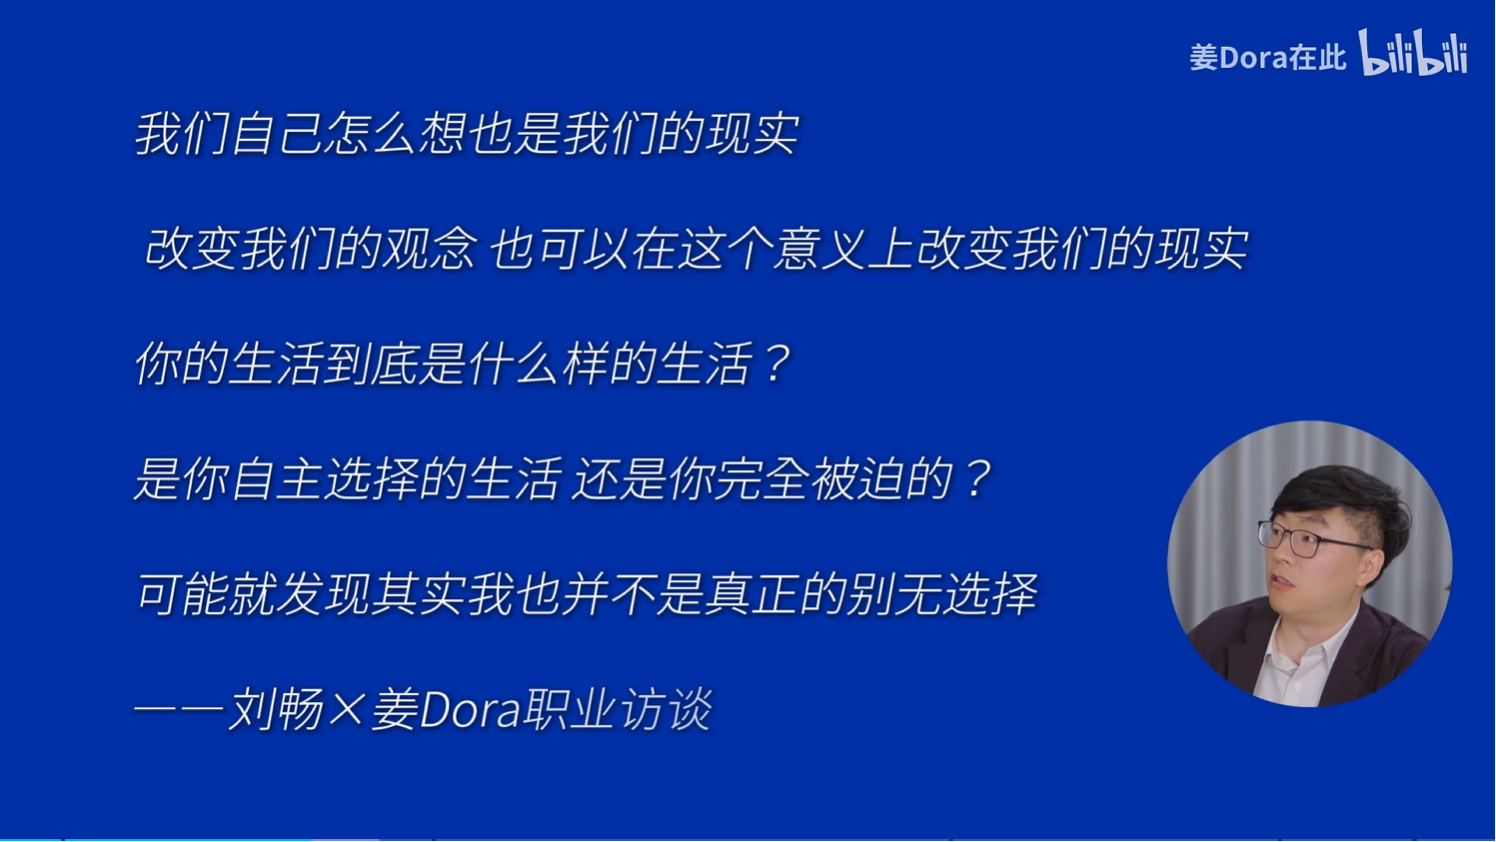 姜Dora在此 bilibili
我们自己怎么想也是我们的现实
改变我们的观念 也可以在这个意义上改变我们的现实
你的生活到底是什么样的生活？
是你自主选择的生活 还是你完全被迫的？
可能就发现其实我也并不是真正的别无选择
——刘畅×姜Dora职业访谈